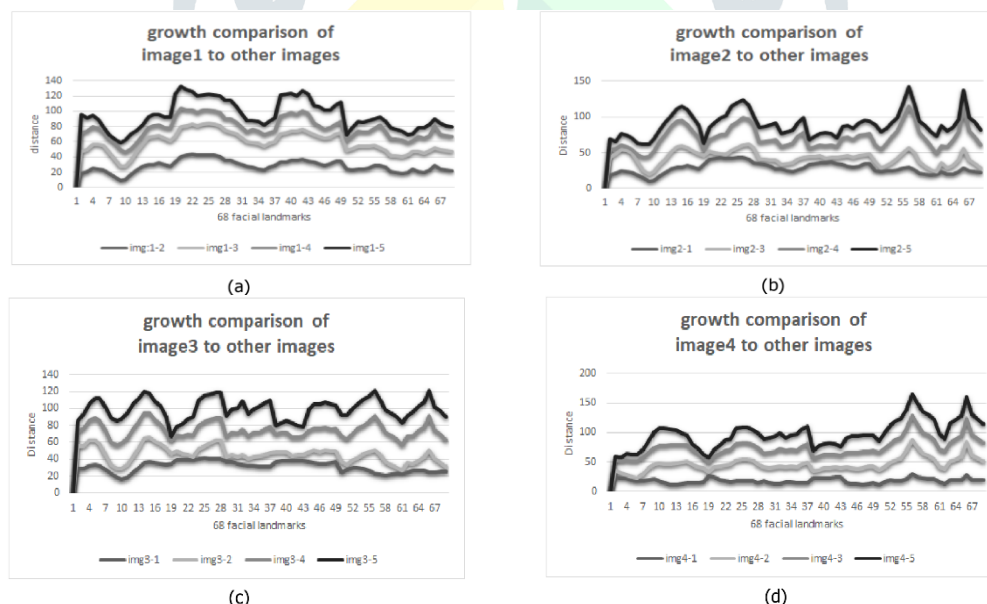 growth comparison of
image1 to other images
distance
140
120
100
80
60
40
20
0
1 4 7 10 13 16 19 22 25 28 31 34 37 40 43 46 49 52 55 58 61 64 67
68 facial landmarks
img:1-2 img1-3 img1-4 img1-5
(a)
growth comparison of
image2 to other images
Distance
150
100
50
0
1 4 7 10 13 16 19 22 25 28 31 34 37 40 43 46 49 52 55 58 61 64 67
68 facial landmarks
img2-1 img2-3 img2-4 img2-5
(b)
growth comparison of
image3 to other images
Distance
140
120
100
80
60
40
20
0
1 4 7 10 13 16 19 22 25 28 31 34 37 40 43 46 49 52 55 58 61 64 67
68 facial landmarks
img3-1 img3-2 img3-4 img3-5
(c)
growth comparison of
image4 to other images
Distance
200
150
100
50
0
1 4 7 10 13 16 19 22 25 28 31 34 37 40 43 46 49 52 55 58 61 64 67
68 facial landmarks
img4-1 img4-2 img4-3 img4-5
(d)